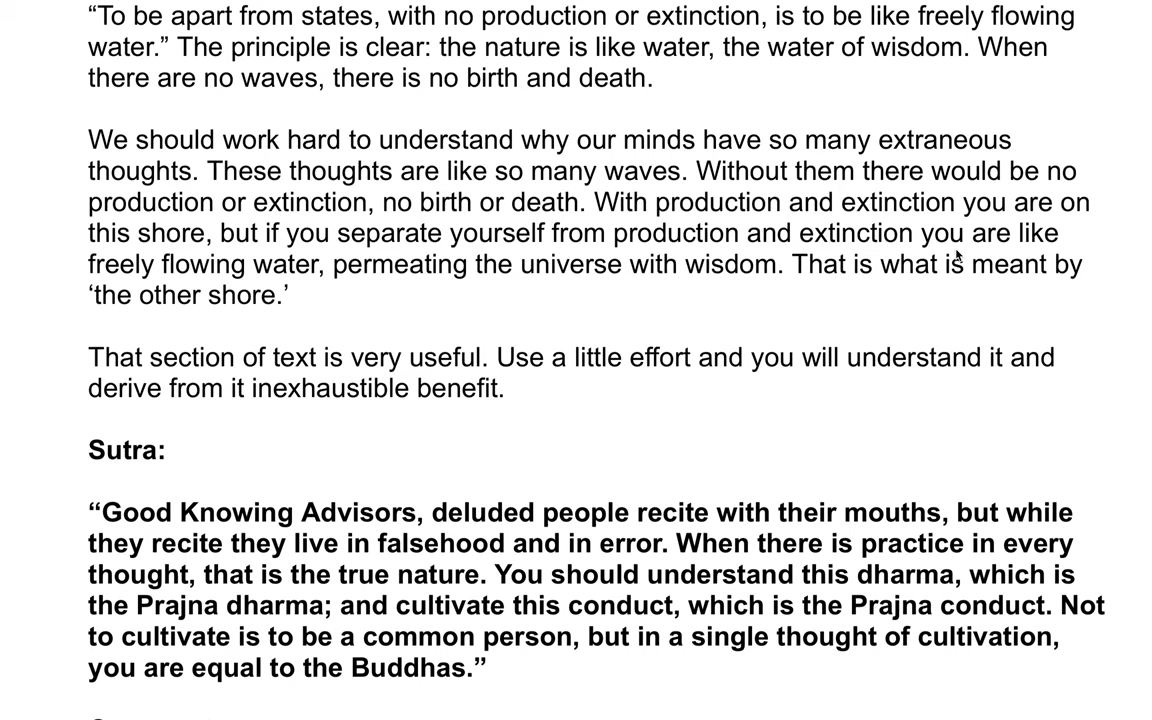 “To be apart from states, with no production or extinction, is to be like freely flowing
water.” The principle is clear: the nature is like water, the water of wisdom. When
there are no waves, there is no birth and death.
We should work hard to understand why our minds have so many extraneous
thoughts. These thoughts are like so many waves. Without them there would be no
production or extinction, no birth or death. With production and extinction you are on
this shore, but if you separate yourself from production and extinction you are like
freely flowing water, permeating the universe with wisdom. That is what is meant by
‘the other shore.’
That section of text is very useful. Use a little effort and you will understand it and
derive from it inexhaustible benefit.
Sutra:
“Good Knowing Advisors, deluded people recite with their mouths, but while
they recite they live in falsehood and in error. When there is practice in every
thought, that is the true nature. You should understand this dharma, which is
the Prajna dharma; and cultivate this conduct, which is the Prajna conduct. Not
to cultivate is to be a common person, but in a single thought of cultivation,
you are equal to the Buddhas.”